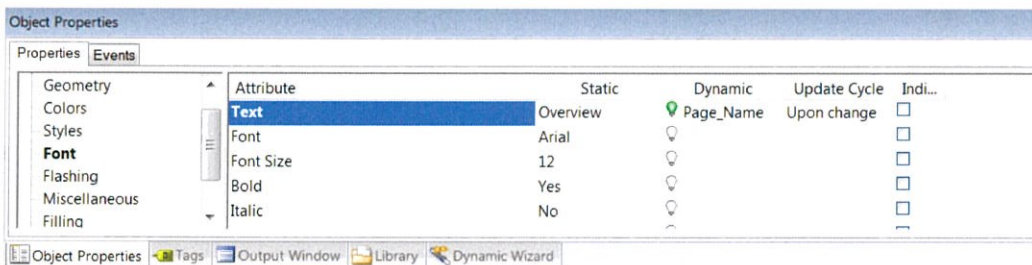 Object Properties
Properties Events
Geometry
Colors
Styles
Font
Flashing
Miscellaneous
Filling
Attribute Static Dynamic Update Cycle Indi...
Text Overview Page_Name Upon change
Font Arial
Font Size 12
Bold Yes
Italic No
Object Properties Tags Output Window Library Dynamic Wizard